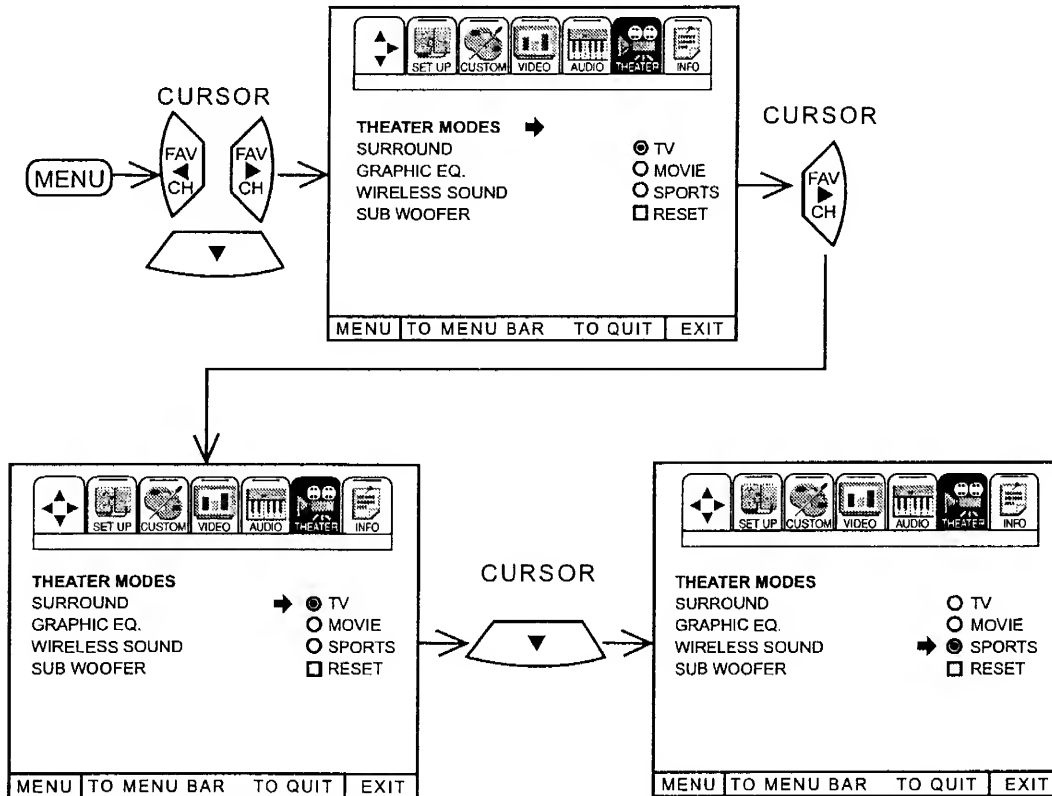 SET UP CUSTOM VIDEO AUDIO THEATER INFO
CURSOR
MENU
FAV
CH
FAV
CH
THEATER MODES
SURROUND
GRAPHIC EQ.
WIRELESS SOUND
SUB WOOFER
TV
MOVIE
SPORTS
RESET
MENU TO MENU BAR TO QUIT EXIT
CURSOR
FAV
CH
SET UP CUSTOM VIDEO AUDIO THEATER INFO
THEATER MODES
SURROUND
GRAPHIC EQ.
WIRELESS SOUND
SUB WOOFER
TV
MOVIE
SPORTS
RESET
MENU TO MENU BAR TO QUIT EXIT
CURSOR
SET UP CUSTOM VIDEO AUDIO THEATER INFO
THEATER MODES
SURROUND
GRAPHIC EQ.
WIRELESS SOUND
SUB WOOFER
TV
MOVIE
SPORTS
RESET
MENU TO MENU BAR TO QUIT EXIT